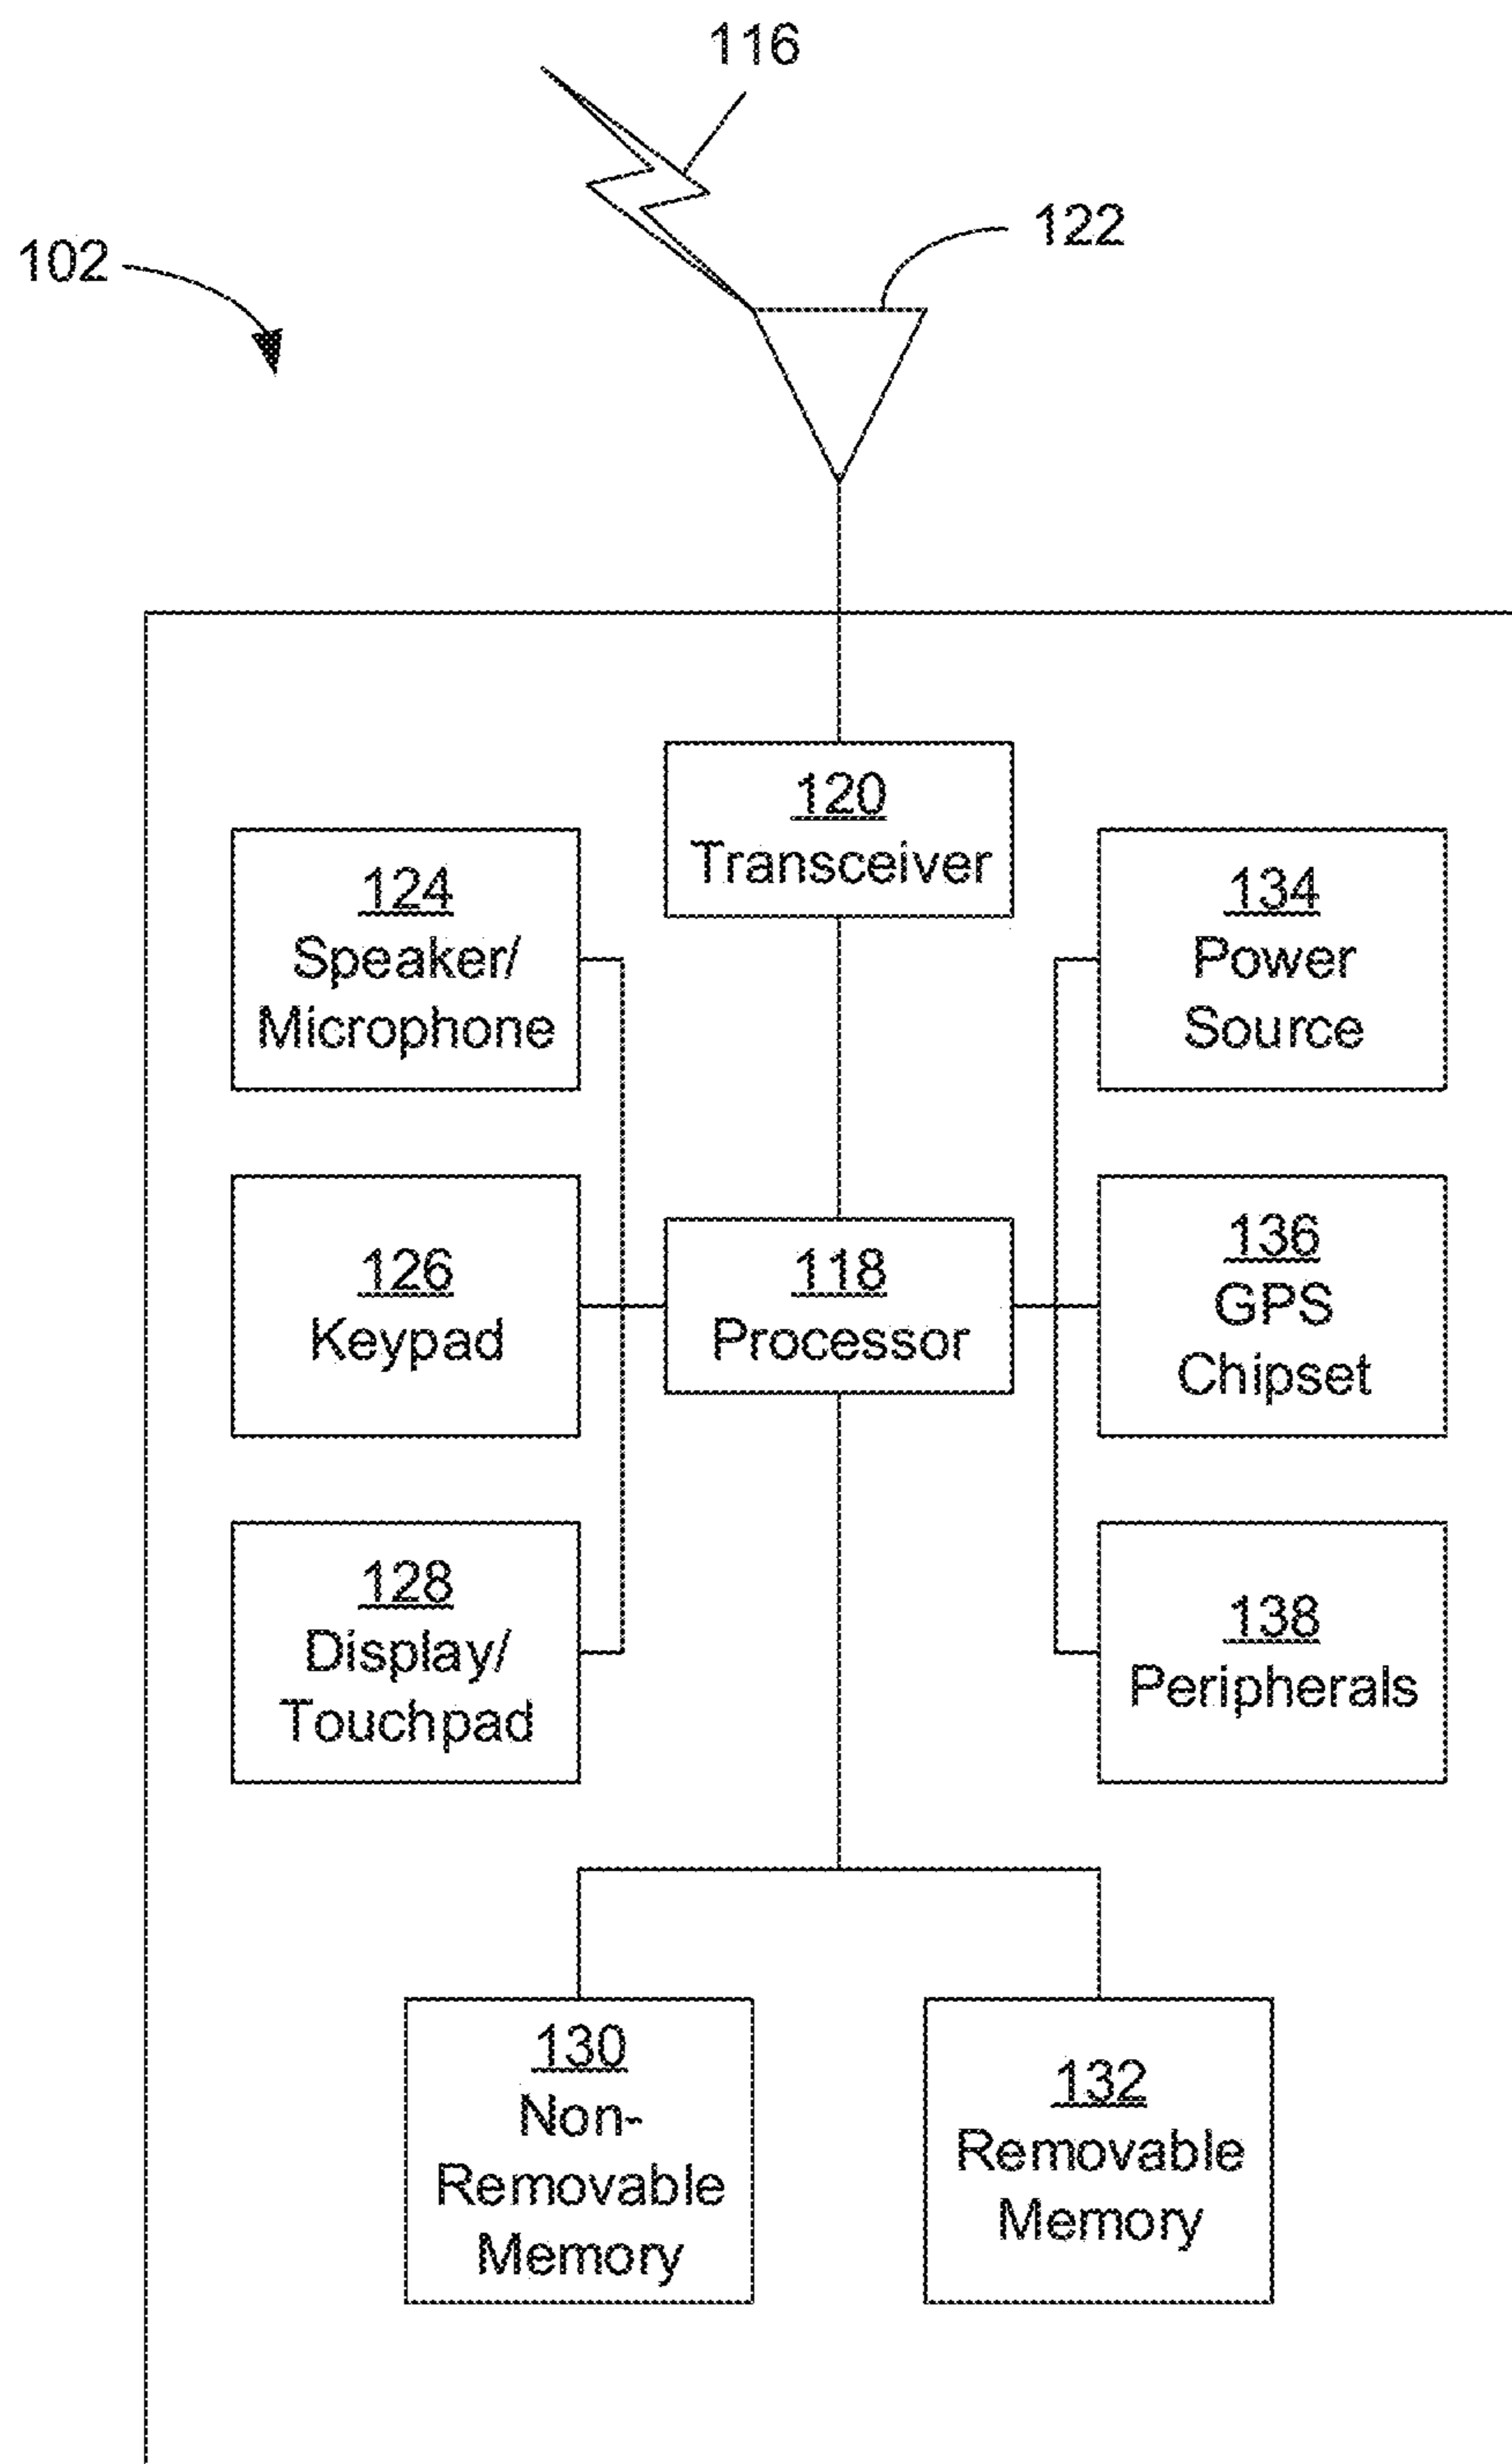 116
122
102
120
Transceiver
124
Speaker/
Microphone
134
Power
Source
126
Keypad
118
Processor
136
GPS
Chipset
128
Display/
Touchpad
138
Peripherals
130
Non-
Removable
Memory
132
Removable
Memory